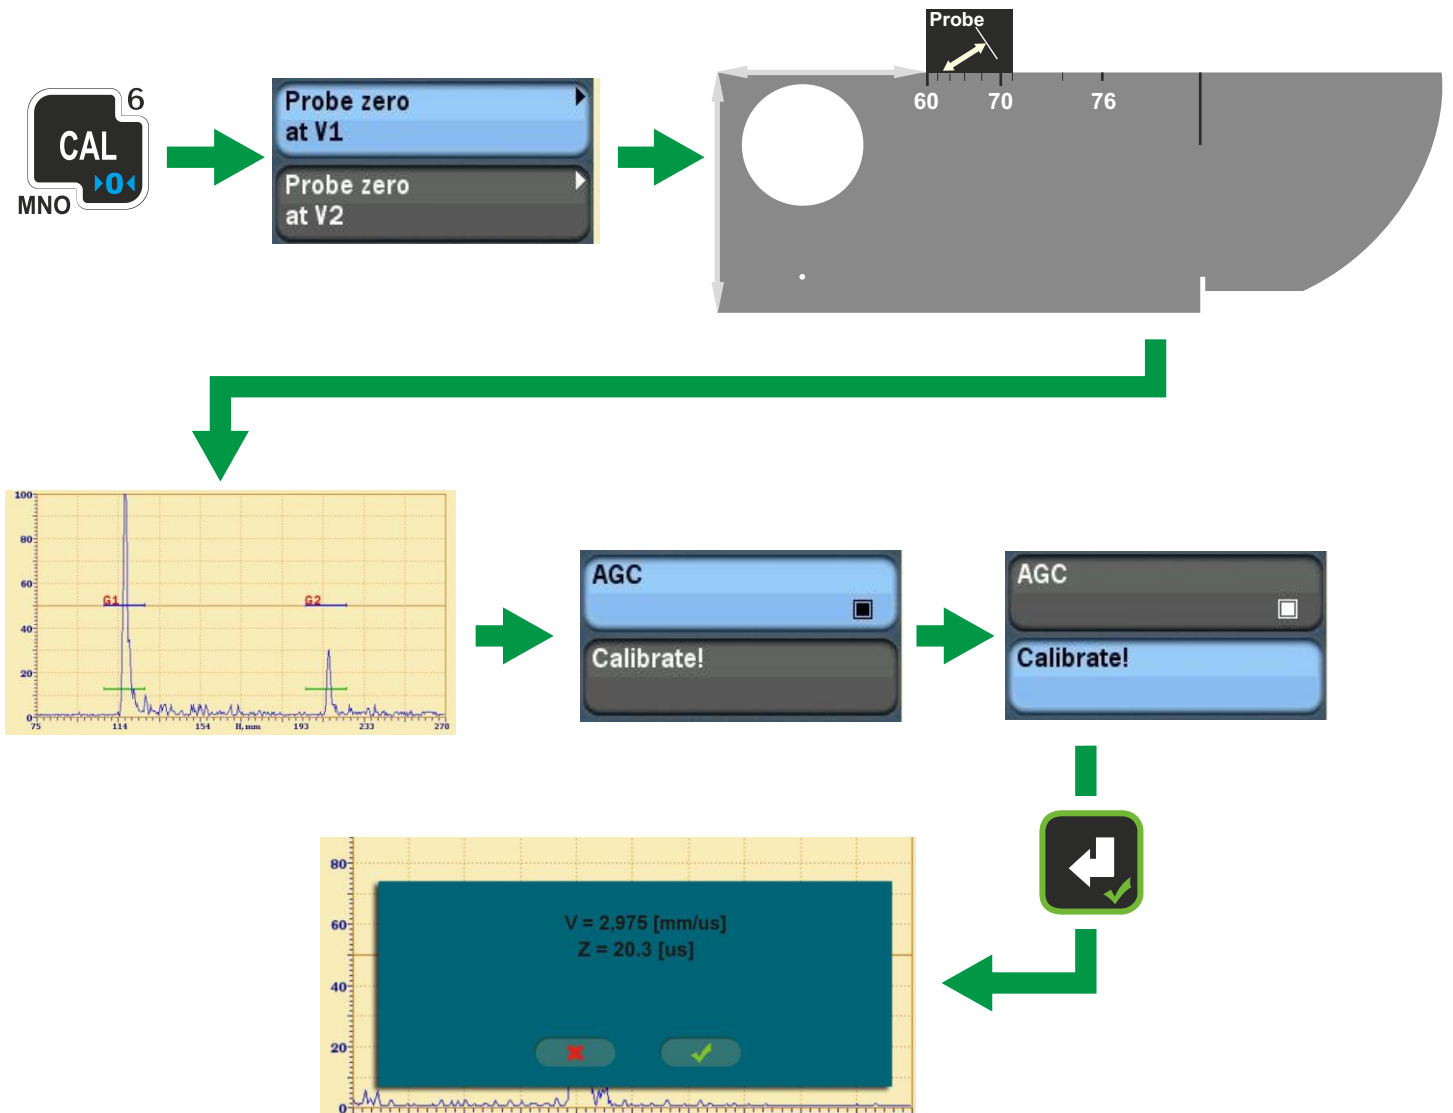 6
CAL
0
MNO
Probe zero
at V1
Probe zero
at V2
Probe
60 70 76
100
80
60
40
20
0
G1 G2
75 114 154 H, mm 193 233 270
AGC
Calibrate!
AGC
Calibrate!
80
60
40
20
0
V = 2,975 [mm/us]
Z = 20.3 [us]